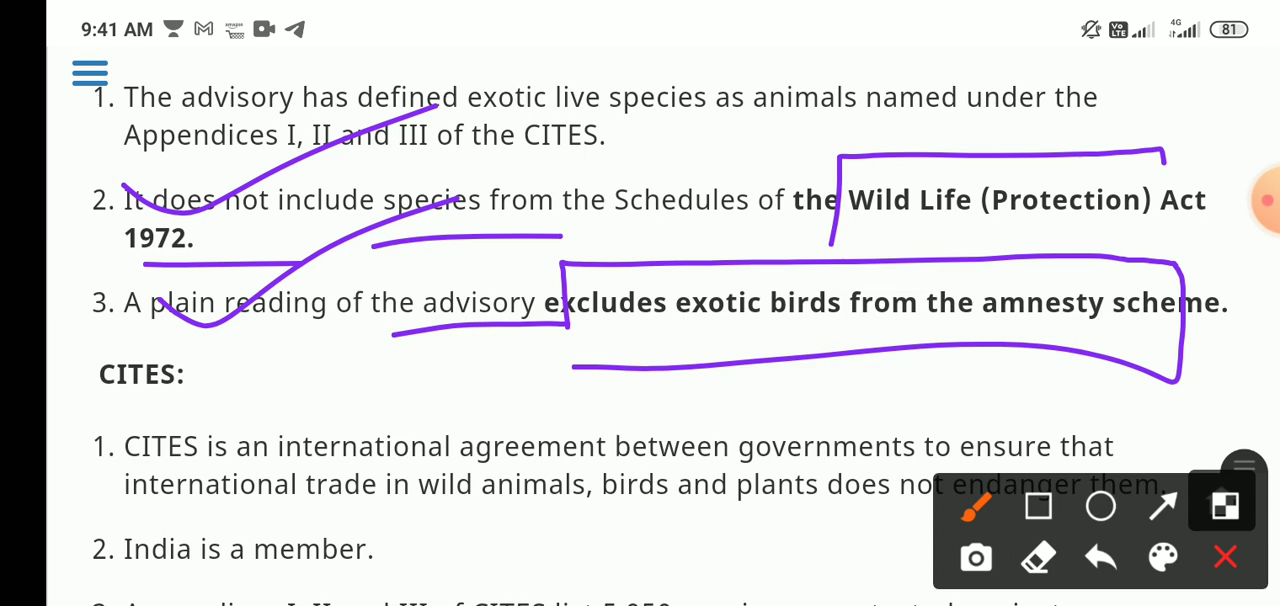 9:41 AM
4G
81
1. The advisory has defined exotic live species as animals named under the
Appendices I, II and III of the CITES.
2. It does not include species from the Schedules of the Wild Life (Protection) Act
1972.
3. A plain reading of the advisory excludes exotic birds from the amnesty scheme.
CITES:
1. CITES is an international agreement between governments to ensure that
international trade in wild animals, birds and plants does not endanger them.
2. India is a member.